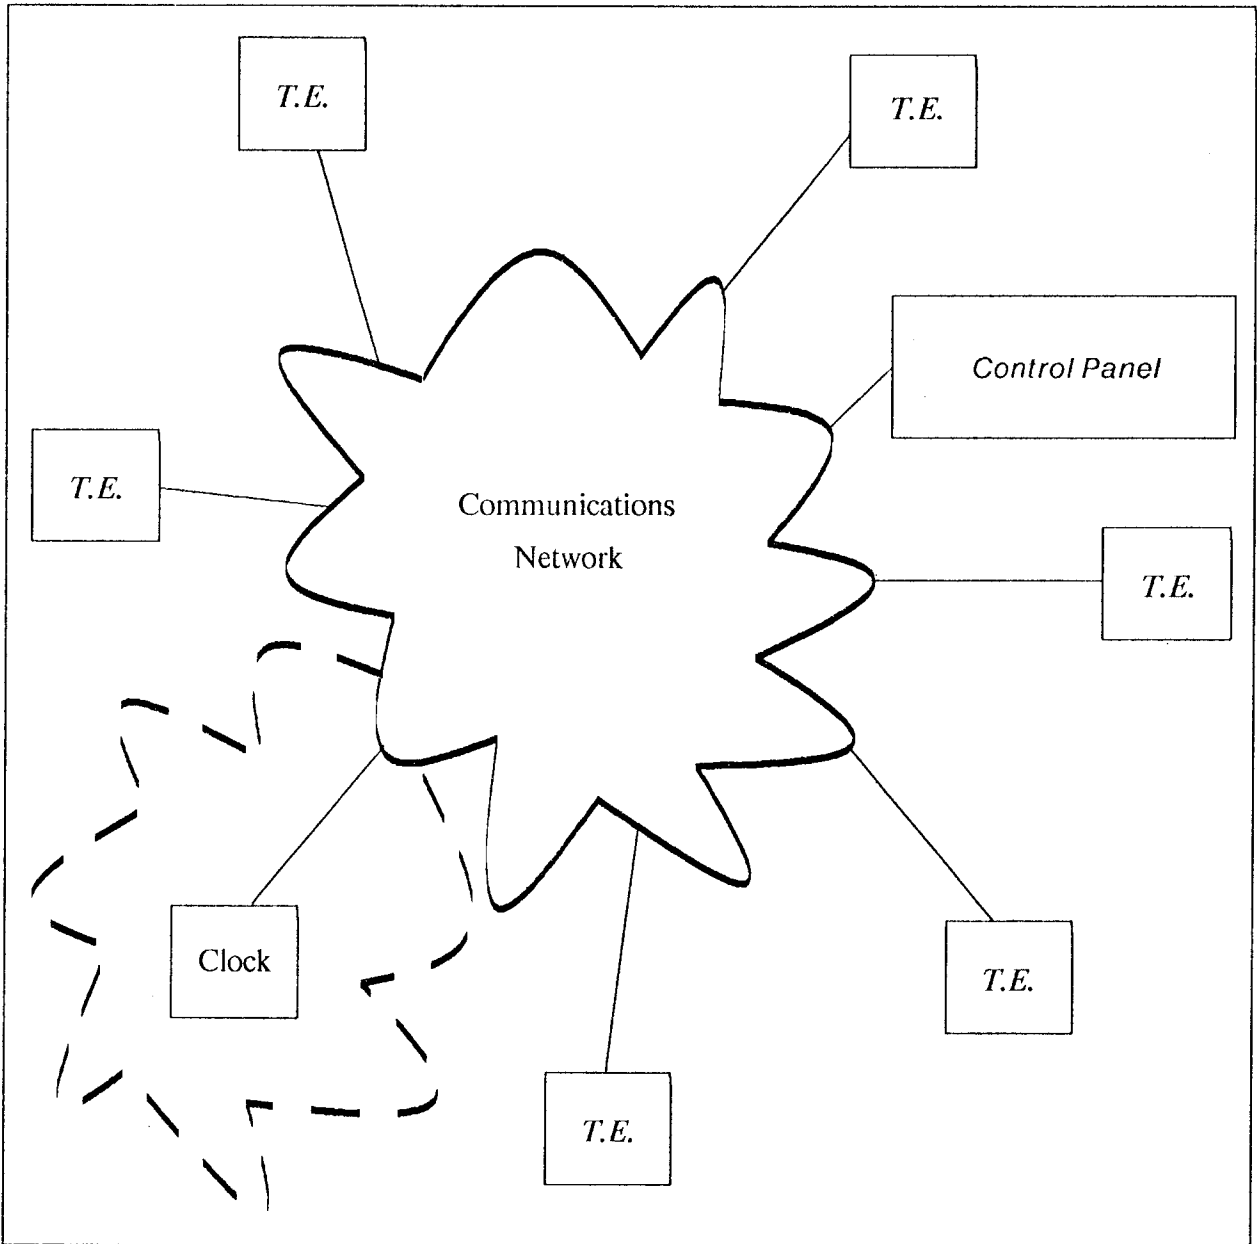 T.E.
T.E.
Control Panel
T.E.
Communications
Network
T.E.
Clock
T.E.
T.E.